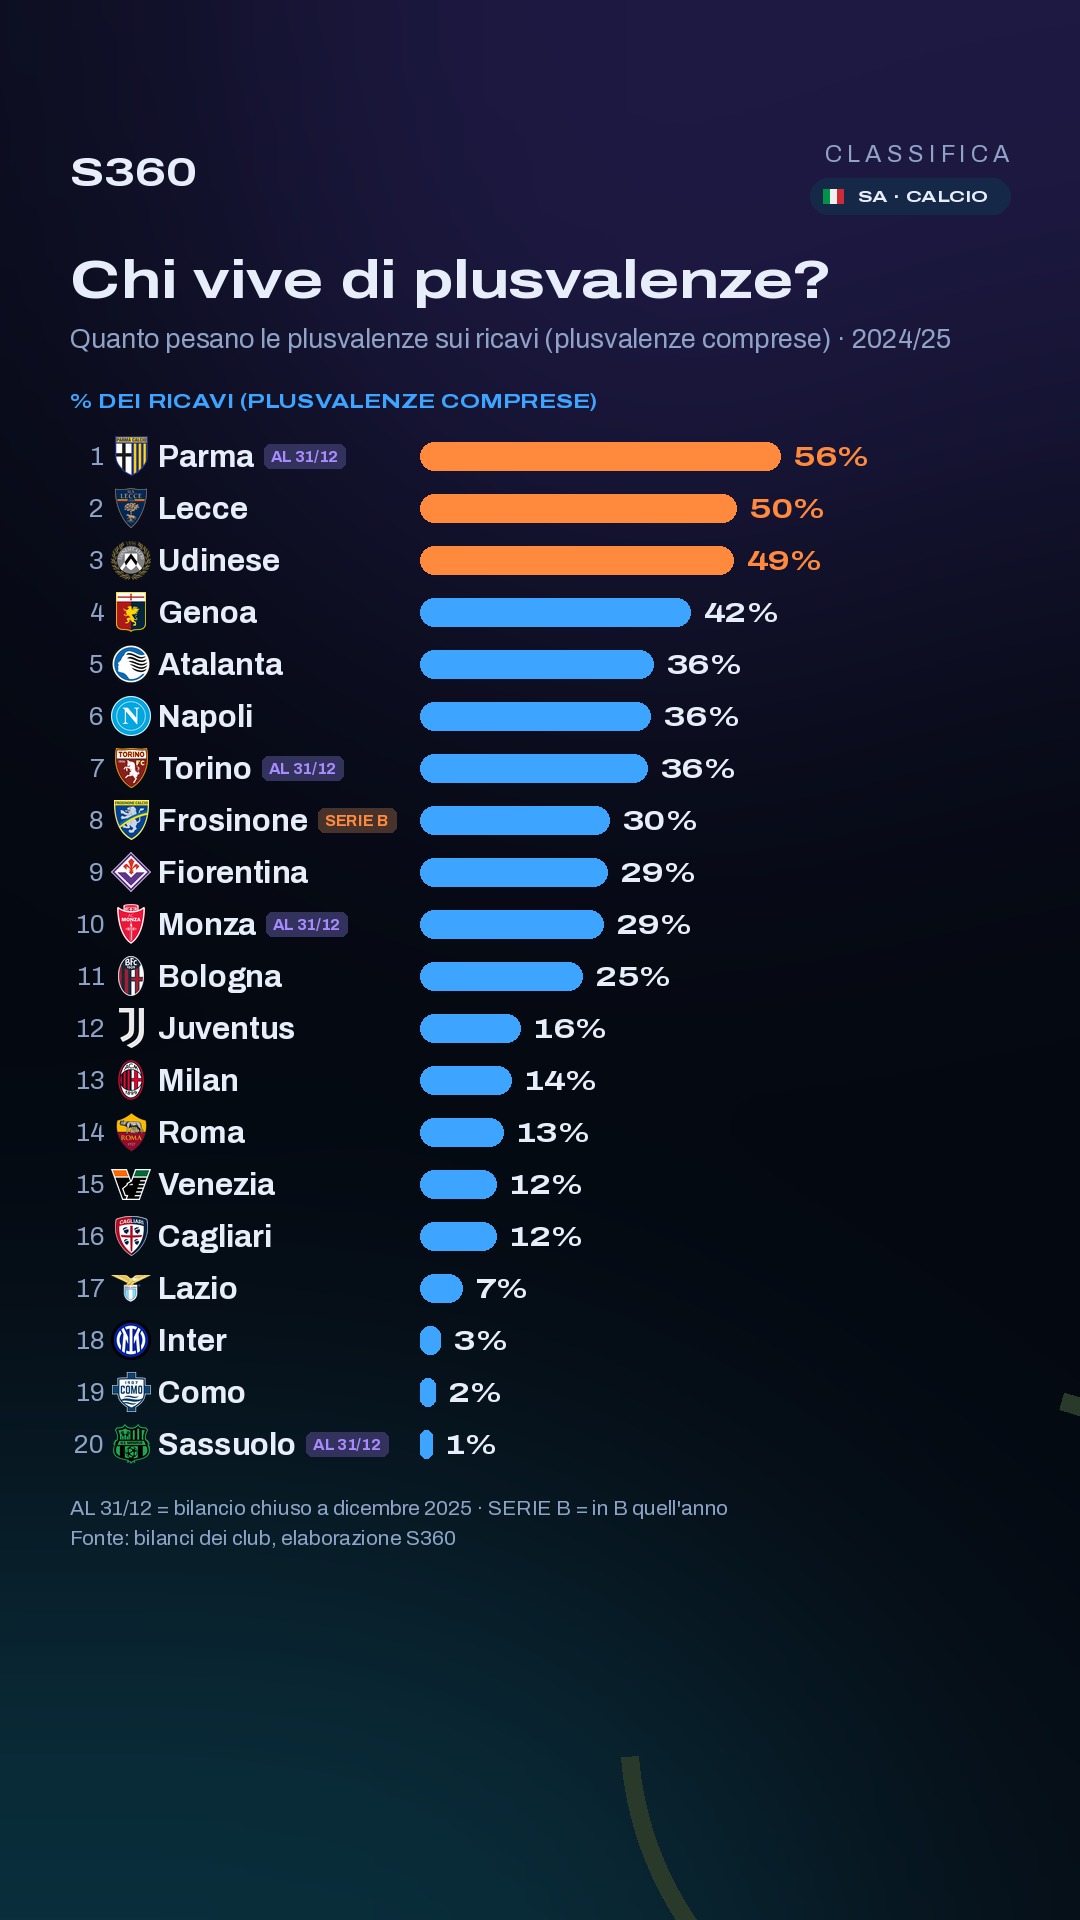 S360
CLASSIFICA
SA · CALCIO
Chi vive di plusvalenze?
Quanto pesano le plusvalenze sui ricavi (plusvalenze comprese) · 2024/25
% DEI RICAVI (PLUSVALENZE COMPRESE)
1 Parma AL 31/12 56%
2 Lecce 50%
3 Udinese 49%
4 Genoa 42%
5 Atalanta 36%
6 Napoli 36%
7 Torino AL 31/12 36%
8 Frosinone SERIE B 30%
9 Fiorentina 29%
10 Monza AL 31/12 29%
11 Bologna 25%
12 Juventus 16%
13 Milan 14%
14 Roma 13%
15 Venezia 12%
16 Cagliari 12%
17 Lazio 7%
18 Inter 3%
19 Como 2%
20 Sassuolo AL 31/12 1%
AL 31/12 = bilancio chiuso a dicembre 2025 · SERIE B = in B quell'anno
Fonte: bilanci dei club, elaborazione S360